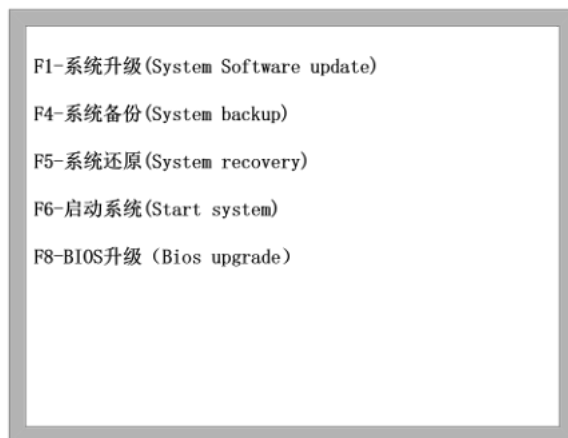 F1-系统升级(System Software update)
F4-系统备份(System backup)
F5-系统还原(System recovery)
F6-启动系统(Start system)
F8-BIOS升级（Bios upgrade）